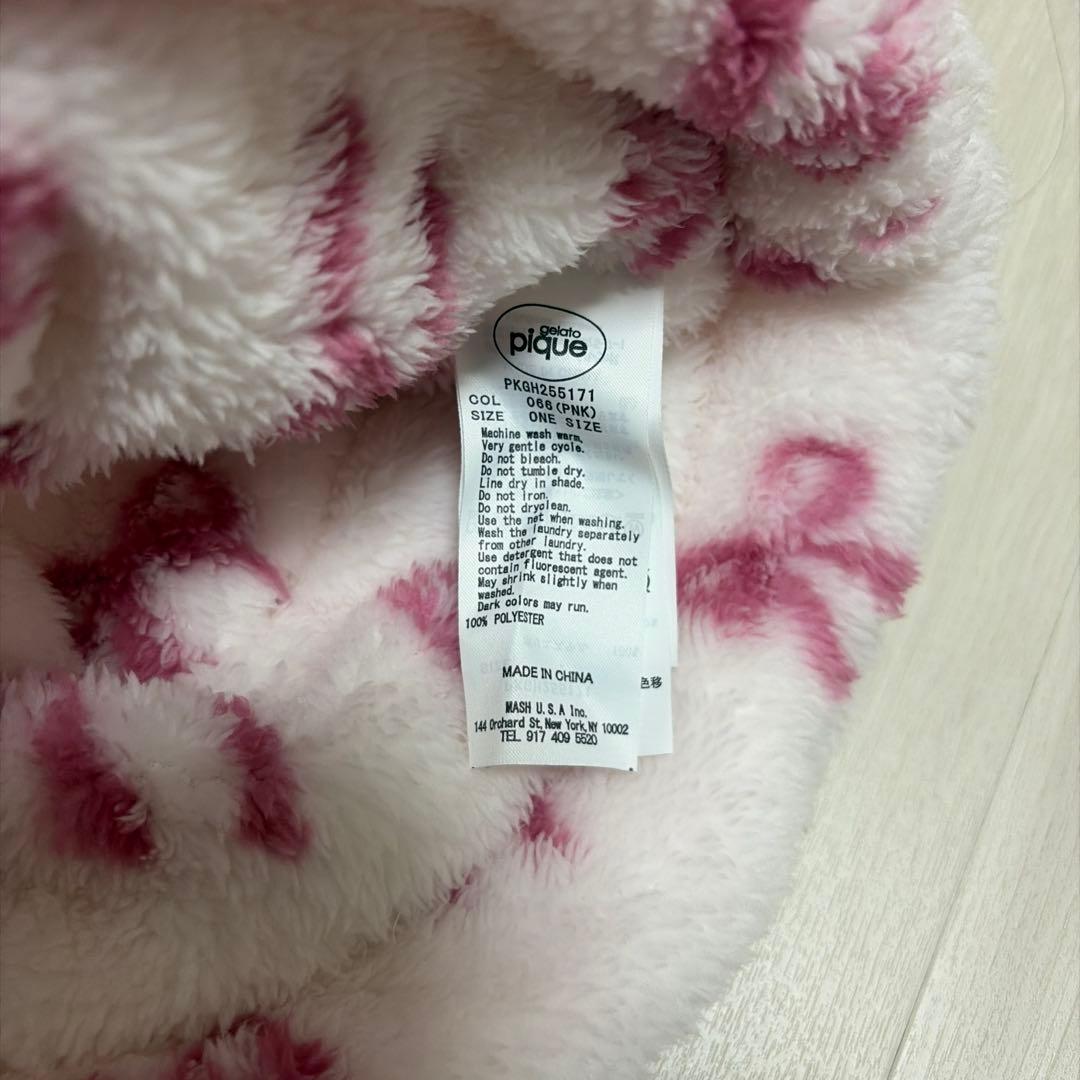 gelato
pique
PKGH255171
COL 066(PNK)
SIZE ONE SIZE
Machine wash warm.
Very gentle cycle.
Do not bleach.
Do not tumble dry.
Line dry in shade.
Do not iron.
Do not dryclean.
Use the net when washing.
Wash the laundry separately
from other laundry.
Use detergent that does not
contain fluorescent agent.
May shrink slightly when
washed.
Dark colors may run.
100% POLYESTER
MADE IN CHINA
MASH U.S.A Inc.
144 Orchard St, New York, NY 10002
TEL 917 409 5520
色移